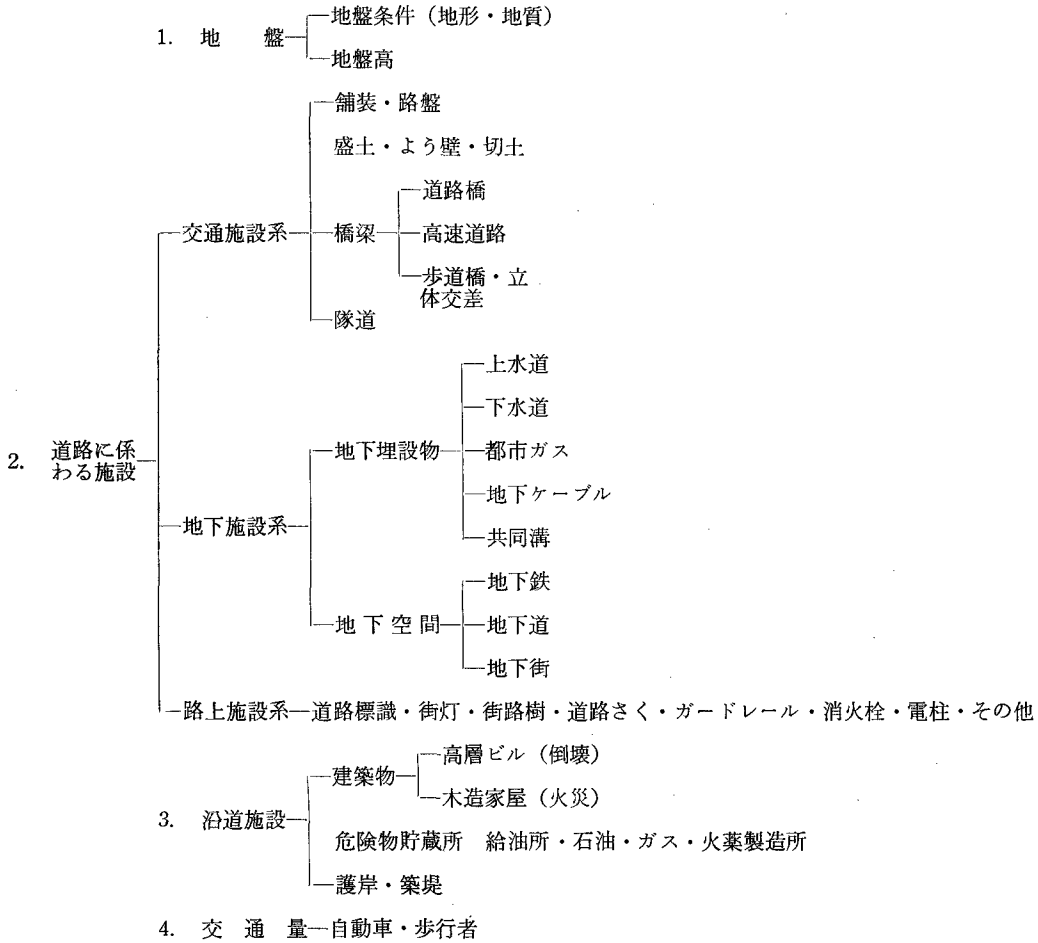 地盤条件（地形・地質）
1. 地盤
地盤高
舗装・路盤
盛土・よう壁・切土
道路橋
交通施設系
橋梁
高速道路
歩道橋・立
体交差
隧道
上水道
下水道
2. 道路に係
わる施設
地下埋設物
都市ガス
地下ケーブル
地下施設系
共同溝
地下鉄
地下空間
地下道
地下街
路上施設系
道路標識・街灯・街路樹・道路さく・ガードレール・消火栓・電柱・その他
高層ビル（倒壊）
建築物
木造家屋（火災）
3. 沿道施設
危険物貯蔵所 給油所・石油・ガス・火薬製造所
護岸・築堤
4. 交通量
自動車・歩行者